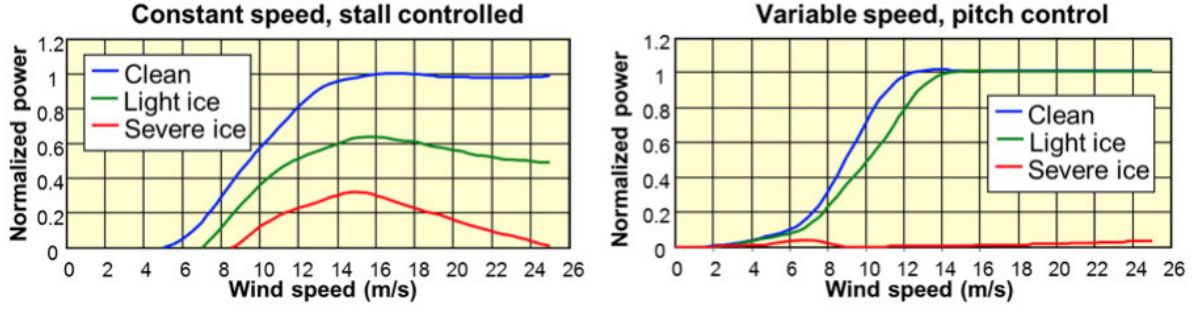 Constant speed, stall controlled
Normalized power
1.2
1
0.8
0.6
0.4
0.2
0
Clean
Light ice
Severe ice
0 2 4 6 8 10 12 14 16 18 20 22 24 26
Wind speed (m/s)
Variable speed, pitch control
Normalized power
1.2
1
0.8
0.6
0.4
0.2
0
Clean
Light ice
Severe ice
0 2 4 6 8 10 12 14 16 18 20 22 24 26
Wind speed (m/s)